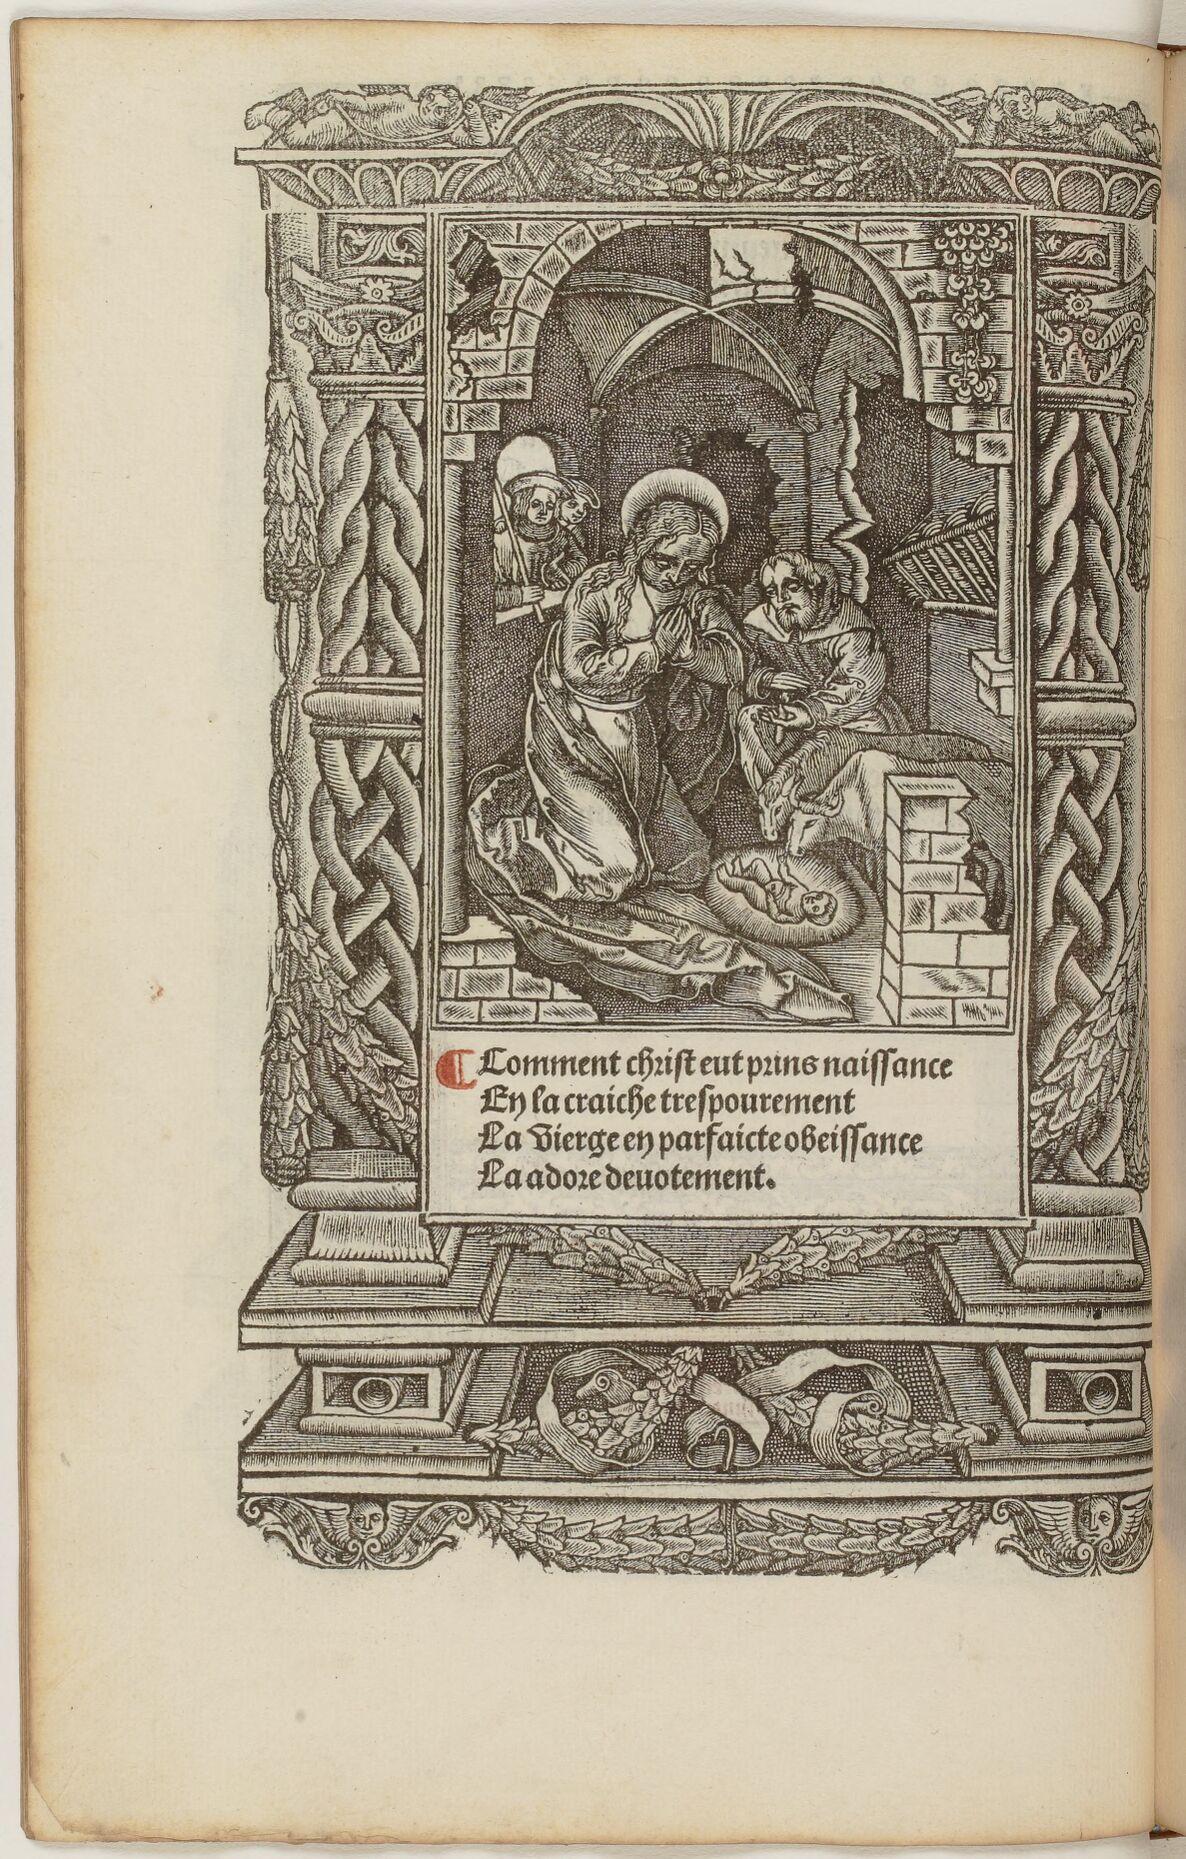 ¶ Comment christ eut prins naissance
En la craiche trespourement
La Vierge en parfaicte obeissance
La adore deuotement.